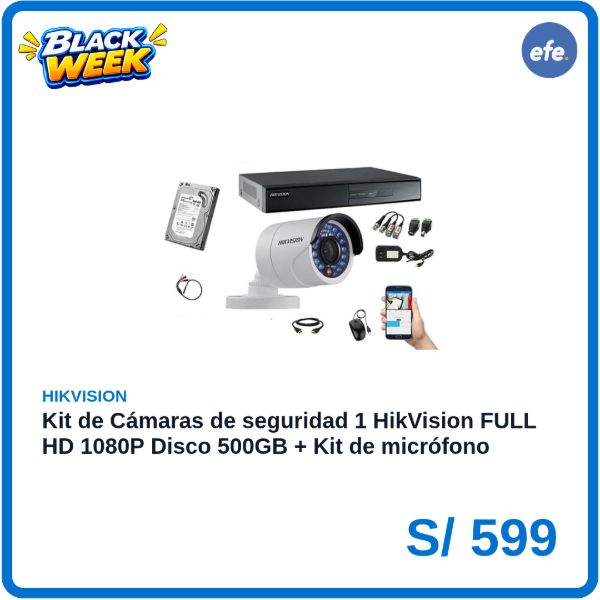 BLACK
WEEK
efe.
HIKVISION
HIKVISION
HIKVISION
Kit de Cámaras de seguridad 1 HikVision FULL
HD 1080P Disco 500GB + Kit de micrófono
S/ 599